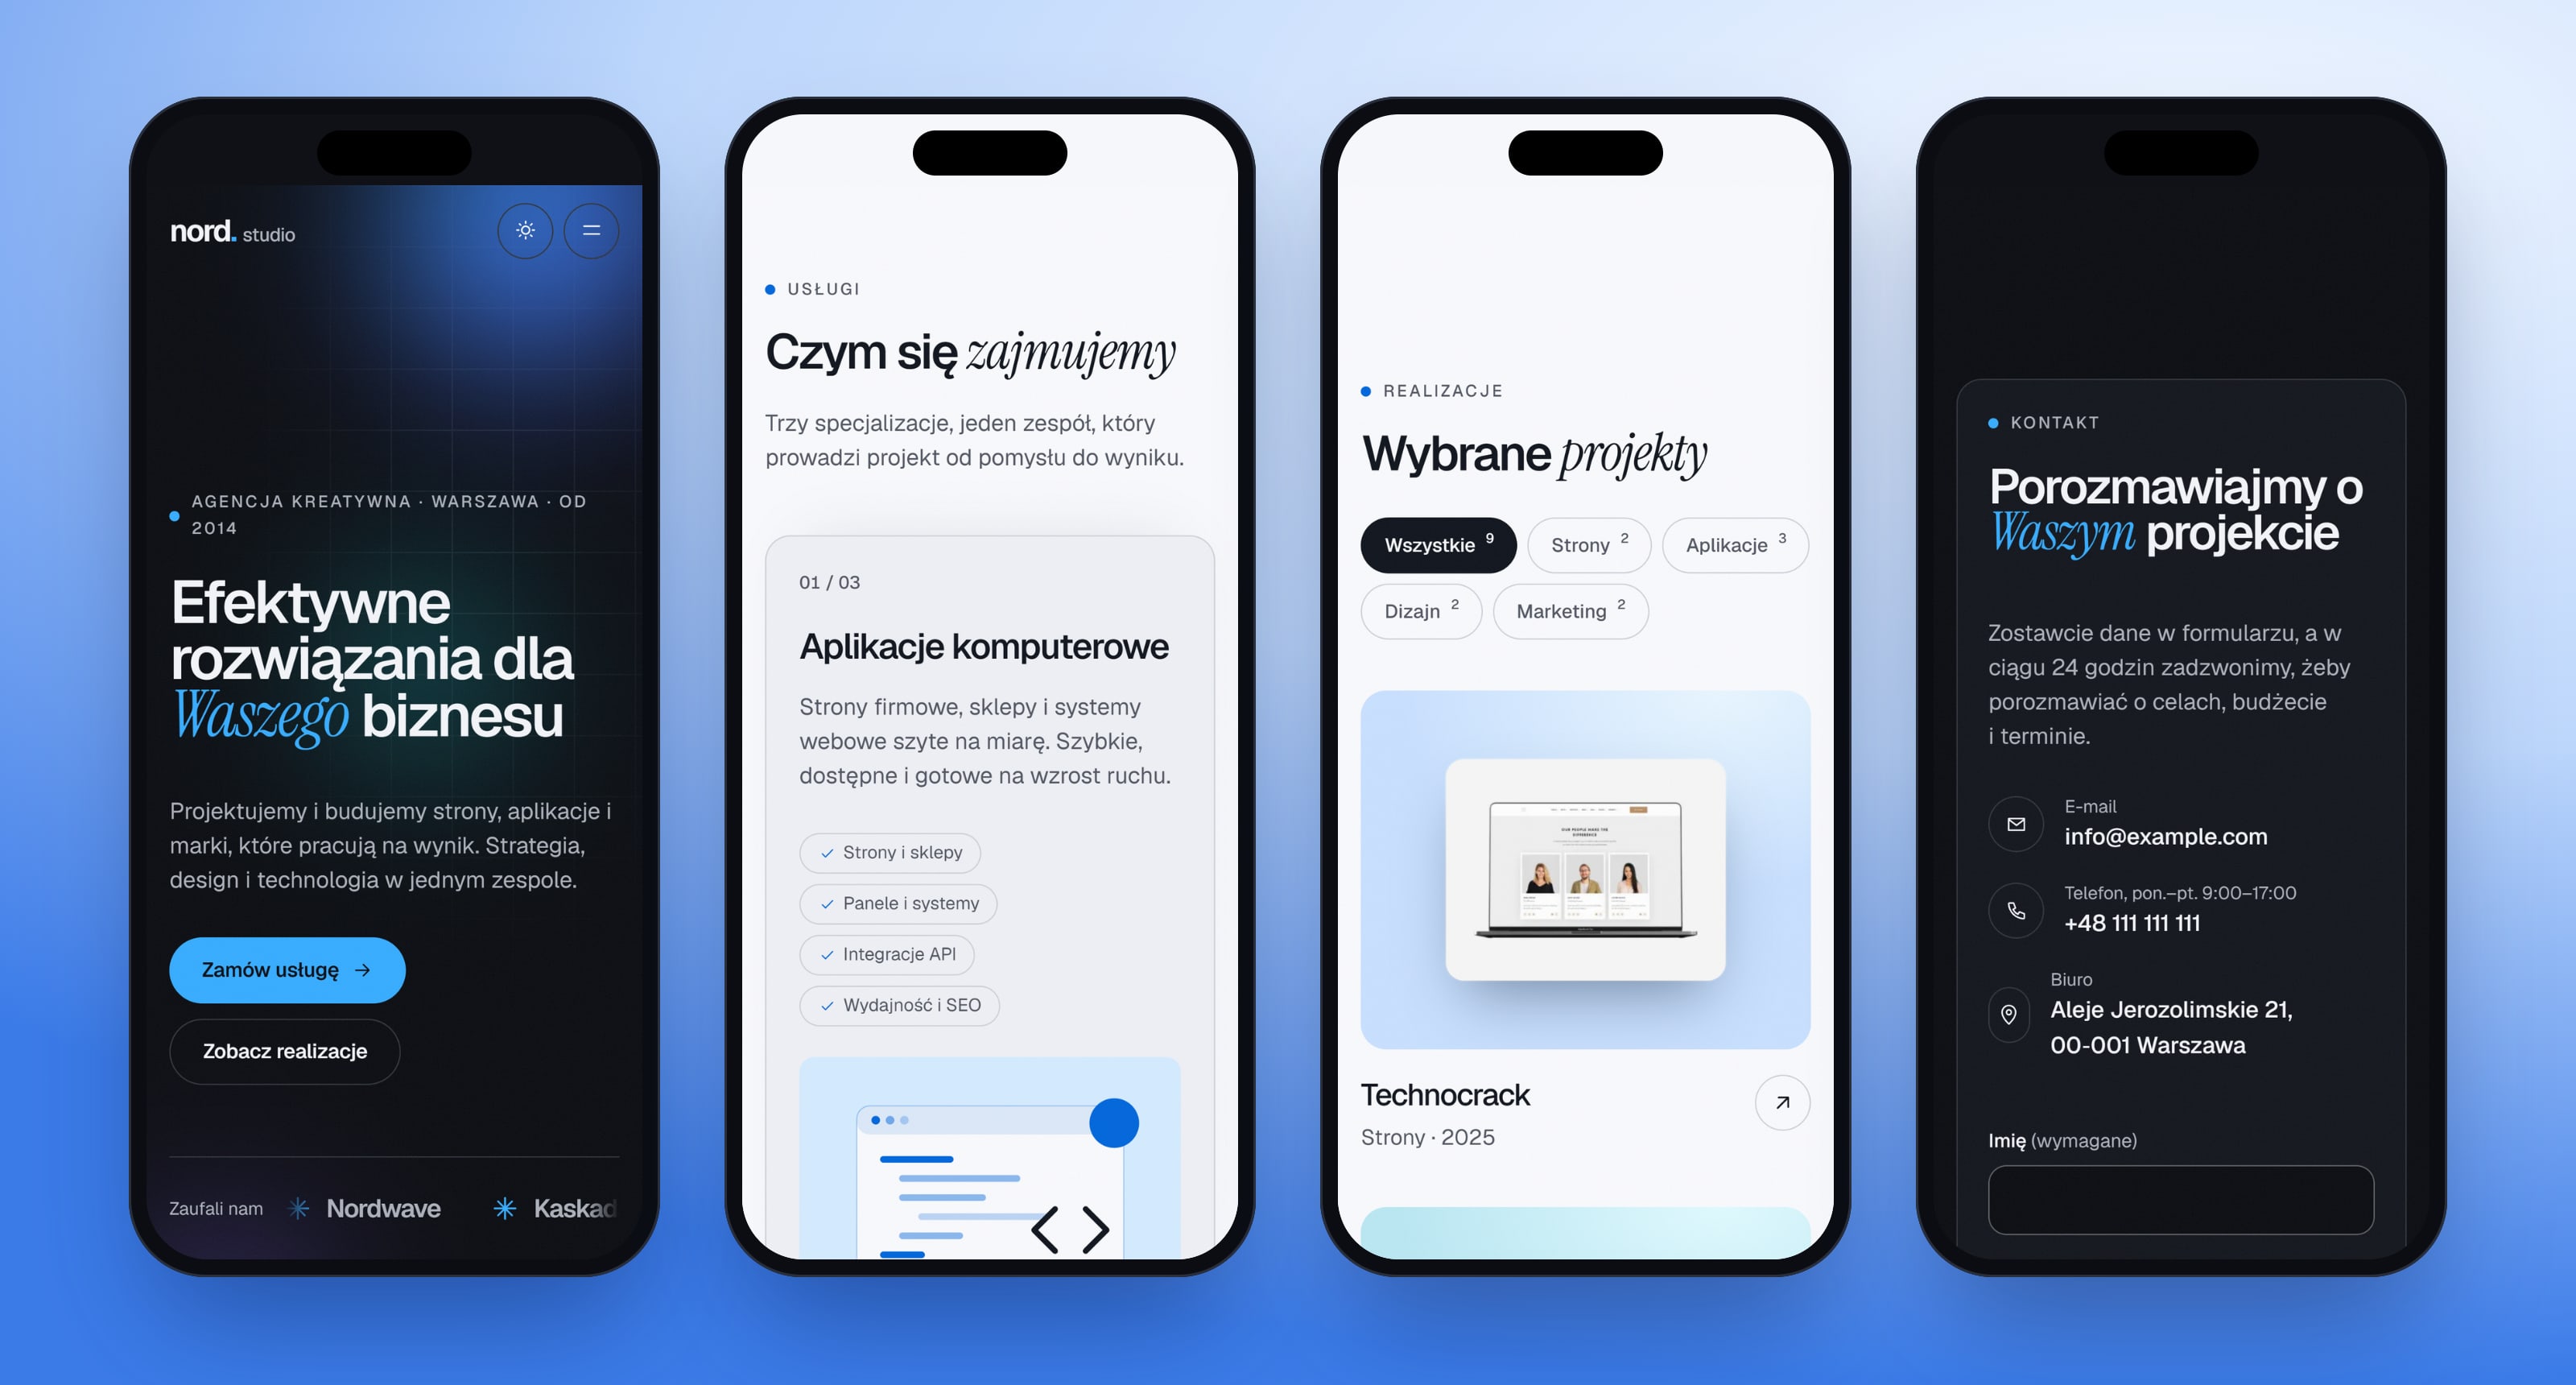 nord. studio
AGENCJA KREATYWNA · WARSZAWA · OD
2014
Efektywne
rozwiązania dla
Waszego biznesu
Projektujemy i budujemy strony, aplikacje i
marki, które pracują na wynik. Strategia,
design i technologia w jednym zespole.
Zamów usługę →
Zobacz realizacje
Zaufali nam Nordwave Kaskad
USŁUGI
Czym się zajmujemy
Trzy specjalizacje, jeden zespół, który
prowadzi projekt od pomysłu do wyniku.
01 / 03
Aplikacje komputerowe
Strony firmowe, sklepy i systemy
webowe szyte na miarę. Szybkie,
dostępne i gotowe na wzrost ruchu.
Strony i sklepy
Panele i systemy
Integracje API
Wydajność i SEO
REALIZACJE
Wybrane projekty
Wszystkie 9 Strony 2 Aplikacje 3
Dizajn 2 Marketing 2
OUR PEOPLE MAKE THE
DIFFERENCE
Technocrack
Strony · 2025
KONTAKT
Porozmawiajmy o
Waszym projekcie
Zostawcie dane w formularzu, a w
ciągu 24 godzin zadzwonimy, żeby
porozmawiać o celach, budżecie
i terminie.
E-mail
info@example.com
Telefon, pon.–pt. 9:00–17:00
+48 111 111 111
Biuro
Aleje Jerozolimskie 21,
00-001 Warszawa
Imię (wymagane)